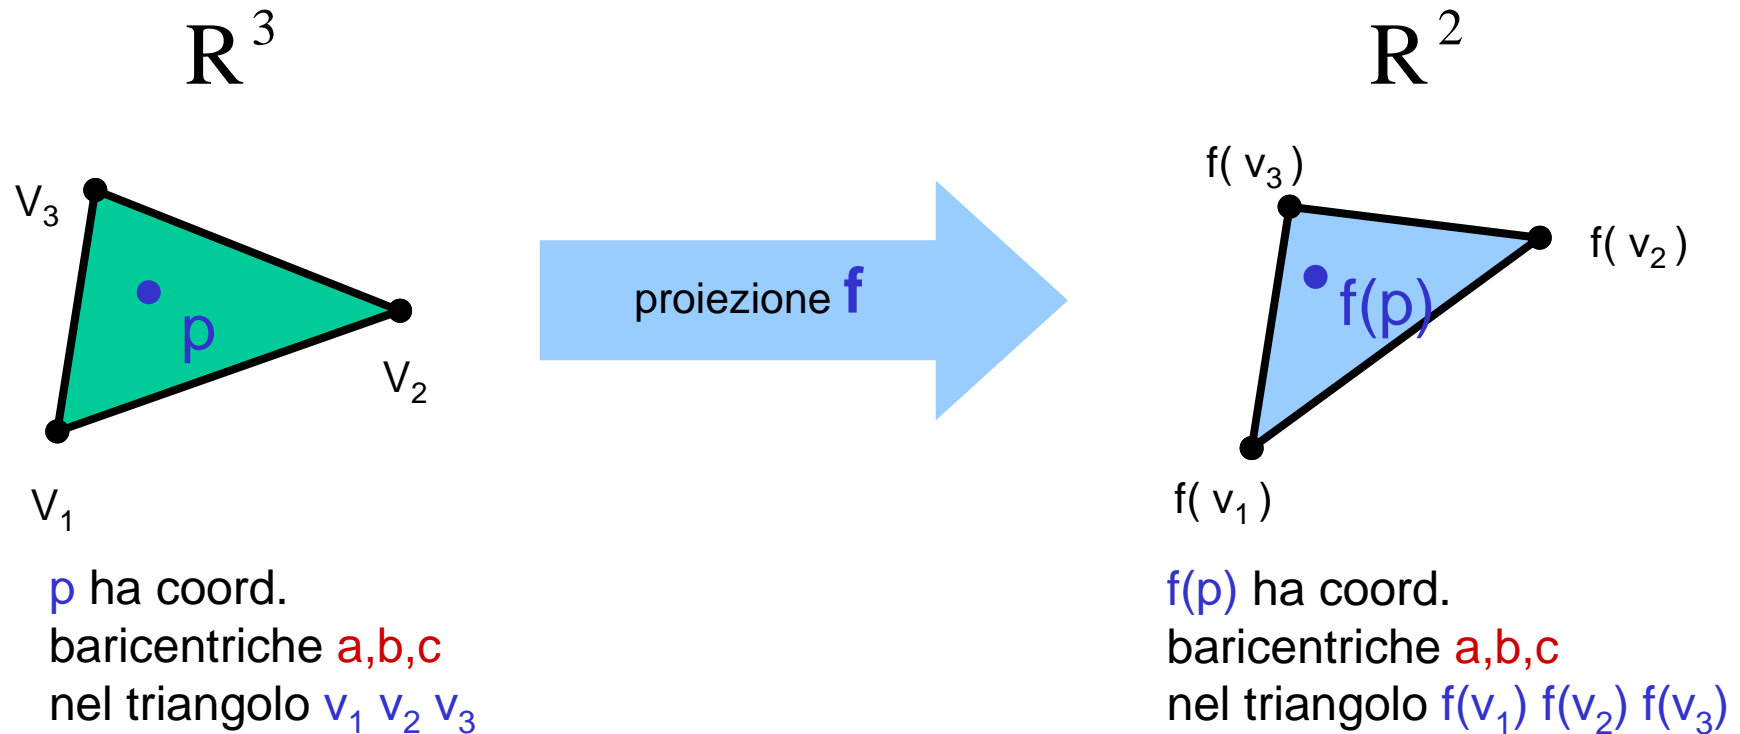 R³
R²
V₃
p
V₂
V₁
proiezione f
f( v₃ )
f( v₂ )
f(p)
f( v₁ )
p ha coord.
baricentriche a,b,c
nel triangolo v₁ v₂ v₃
f(p) ha coord.
baricentriche a,b,c
nel triangolo f(v₁) f(v₂) f(v₃)